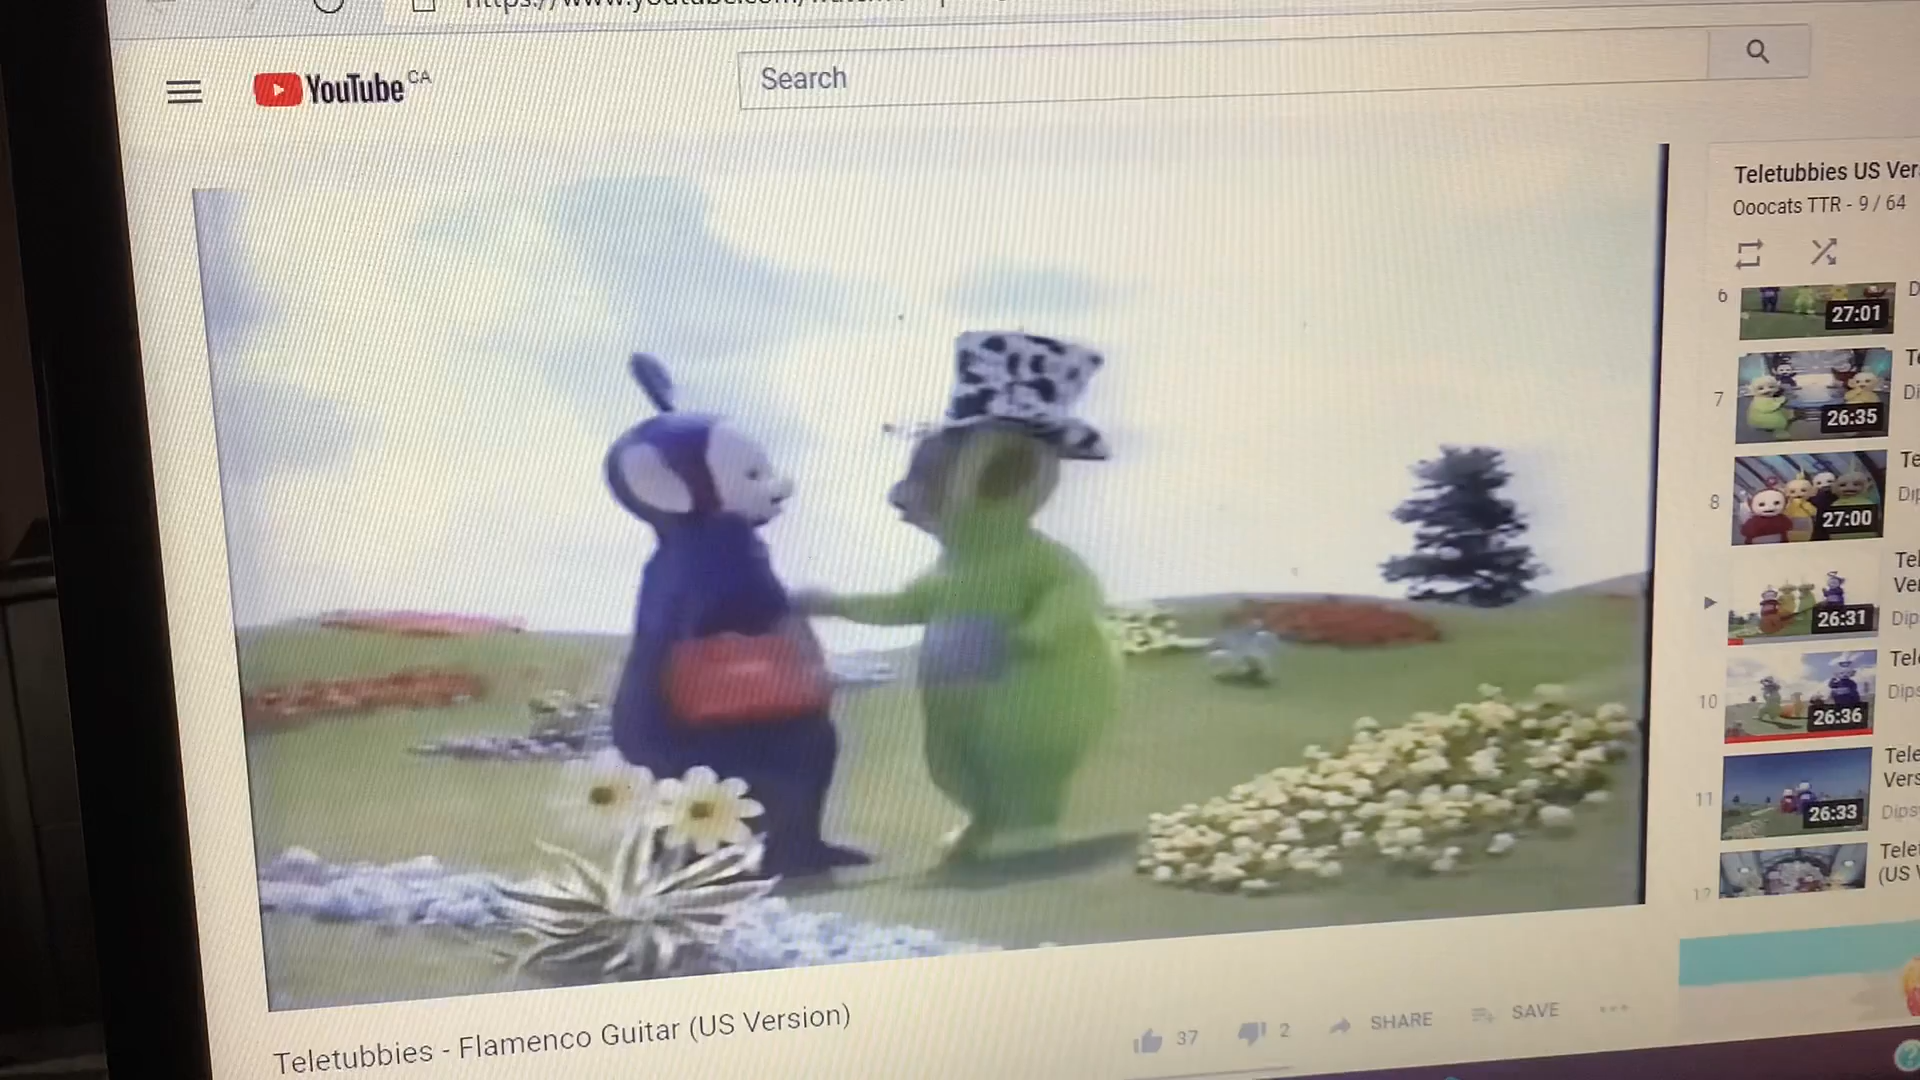 YouTube CA
Search
Teletubbies US Ver
Ooocats TTR - 9 / 64
6
27:01
7
26:35
8
27:00
26:31
10
26:36
11
26:33
12
Teletubbies - Flamenco Guitar (US Version)
37
2
SHARE
SAVE